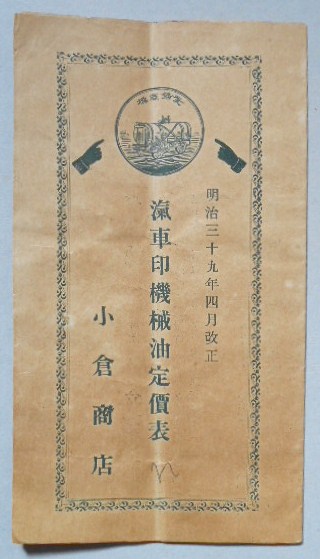 明治三十九年四月改正
汽車印機械油定價表
小倉商店